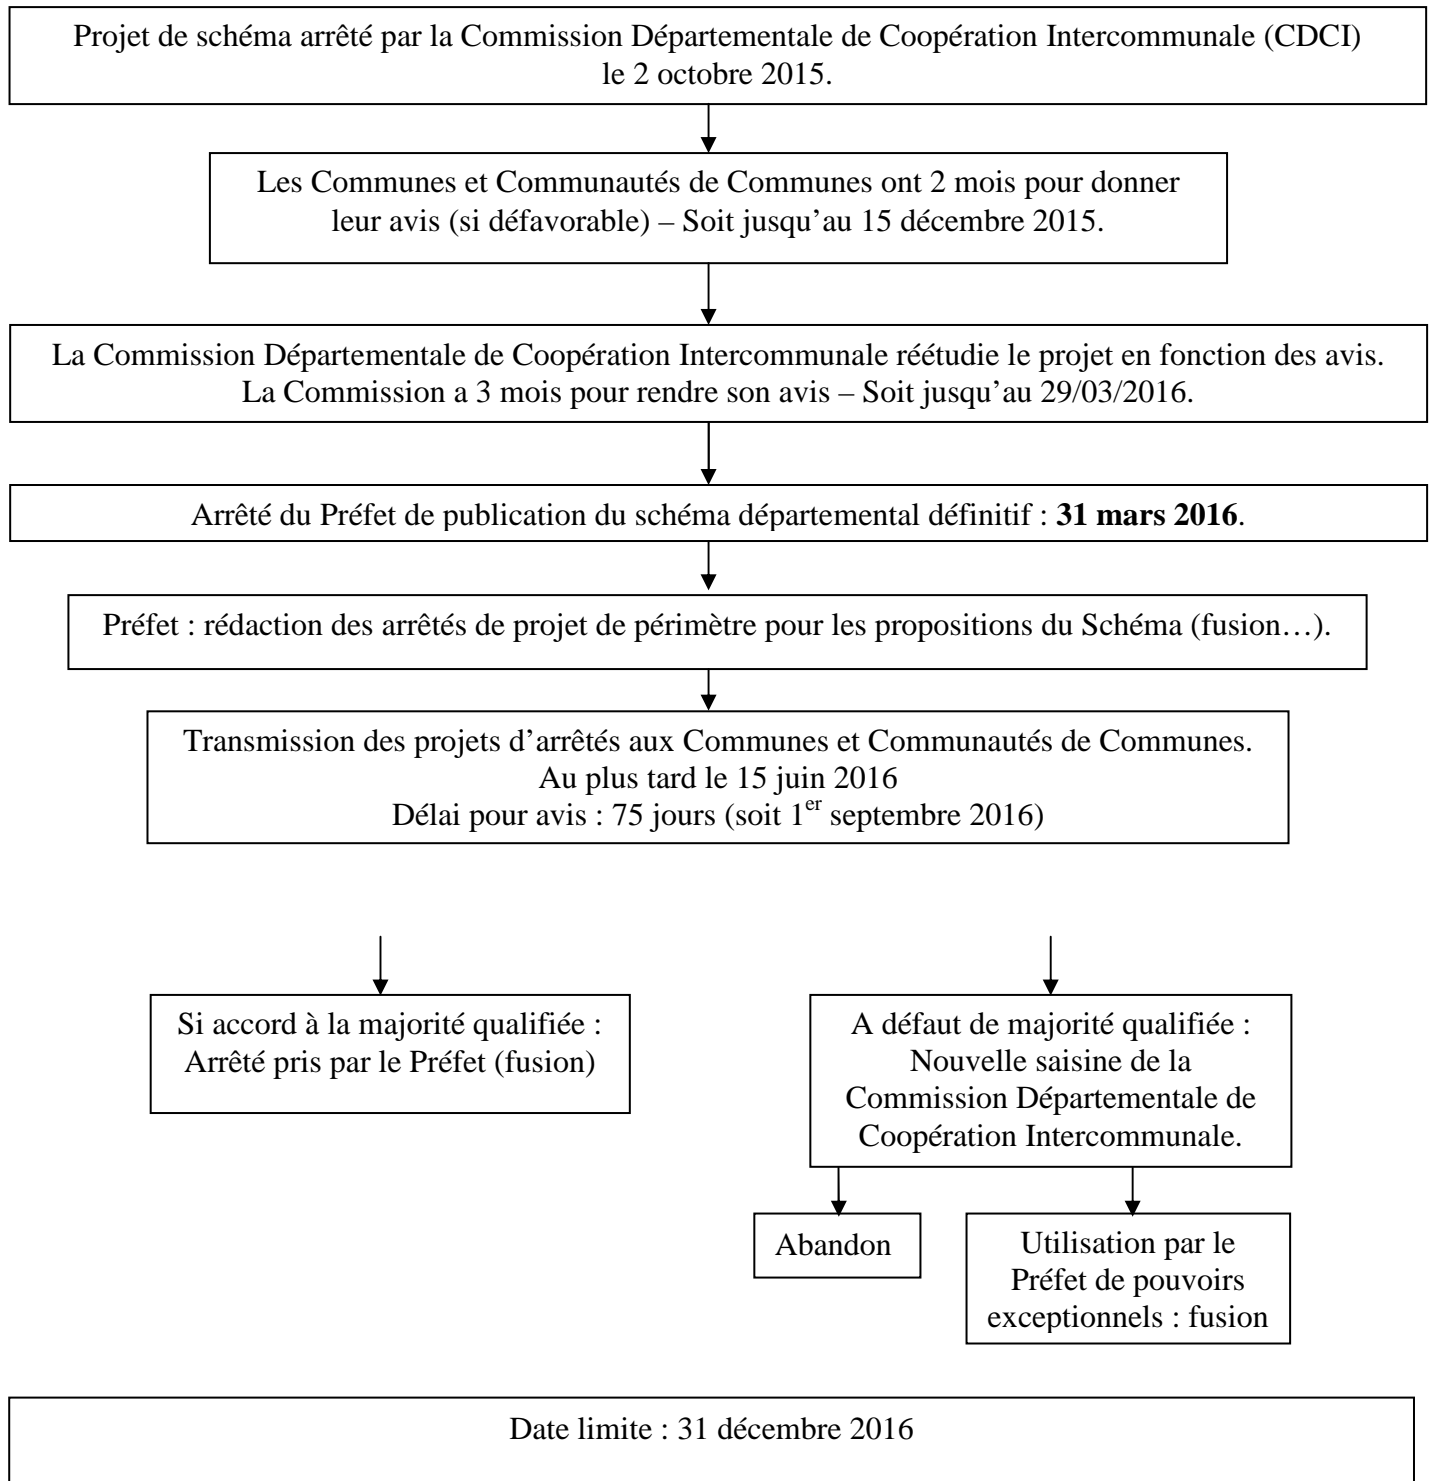 Projet de schéma arrêté par la Commission Départementale de Coopération Intercommunale (CDCI)
le 2 octobre 2015.
Les Communes et Communautés de Communes ont 2 mois pour donner
leur avis (si défavorable) – Soit jusqu’au 15 décembre 2015.
La Commission Départementale de Coopération Intercommunale réétudie le projet en fonction des avis.
La Commission a 3 mois pour rendre son avis – Soit jusqu’au 29/03/2016.
Arrêté du Préfet de publication du schéma départemental définitif : 31 mars 2016.
Préfet : rédaction des arrêtés de projet de périmètre pour les propositions du Schéma (fusion…).
Transmission des projets d’arrêtés aux Communes et Communautés de Communes.
Au plus tard le 15 juin 2016
Délai pour avis : 75 jours (soit 1er septembre 2016)
Si accord à la majorité qualifiée :
Arrêté pris par le Préfet (fusion)
A défaut de majorité qualifiée :
Nouvelle saisine de la
Commission Départementale de
Coopération Intercommunale.
Abandon
Utilisation par le
Préfet de pouvoirs
exceptionnels : fusion
Date limite : 31 décembre 2016